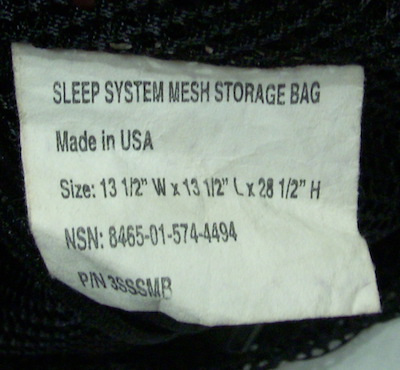 SLEEP SYSTEM MESH STORAGE BAG
Made in USA
Size: 13 1/2" W x 13 1/2" L x 28 1/2" H
NSN: 8465-01-574-4494
P/N 3SSSMB